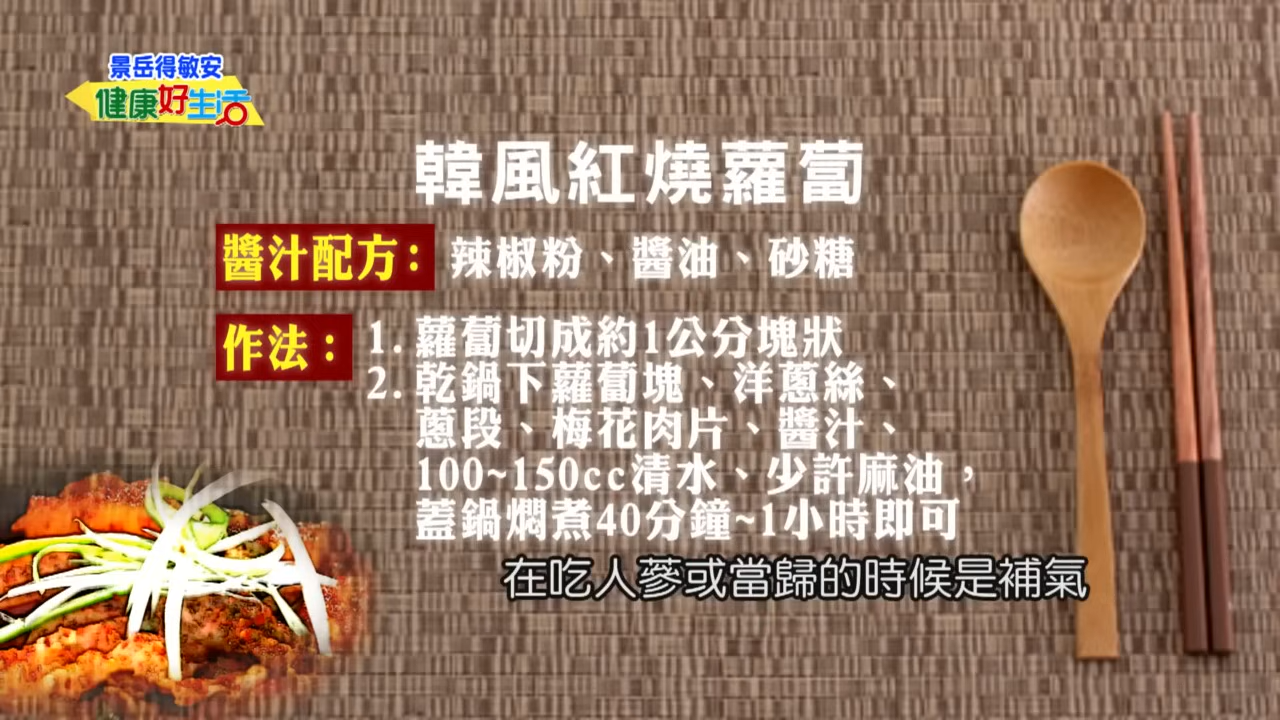 景岳得敏安
健康好生活
韓風紅燒蘿蔔
醬汁配方：辣椒粉、醬油、砂糖
作法：1. 蘿蔔切成約1公分塊狀
2. 乾鍋下蘿蔔塊、洋蔥絲、
蔥段、梅花肉片、醬汁、
100~150cc清水、少許麻油，
蓋鍋燜煮40分鐘~1小時即可
在吃人蔘或當歸的時候是補氣